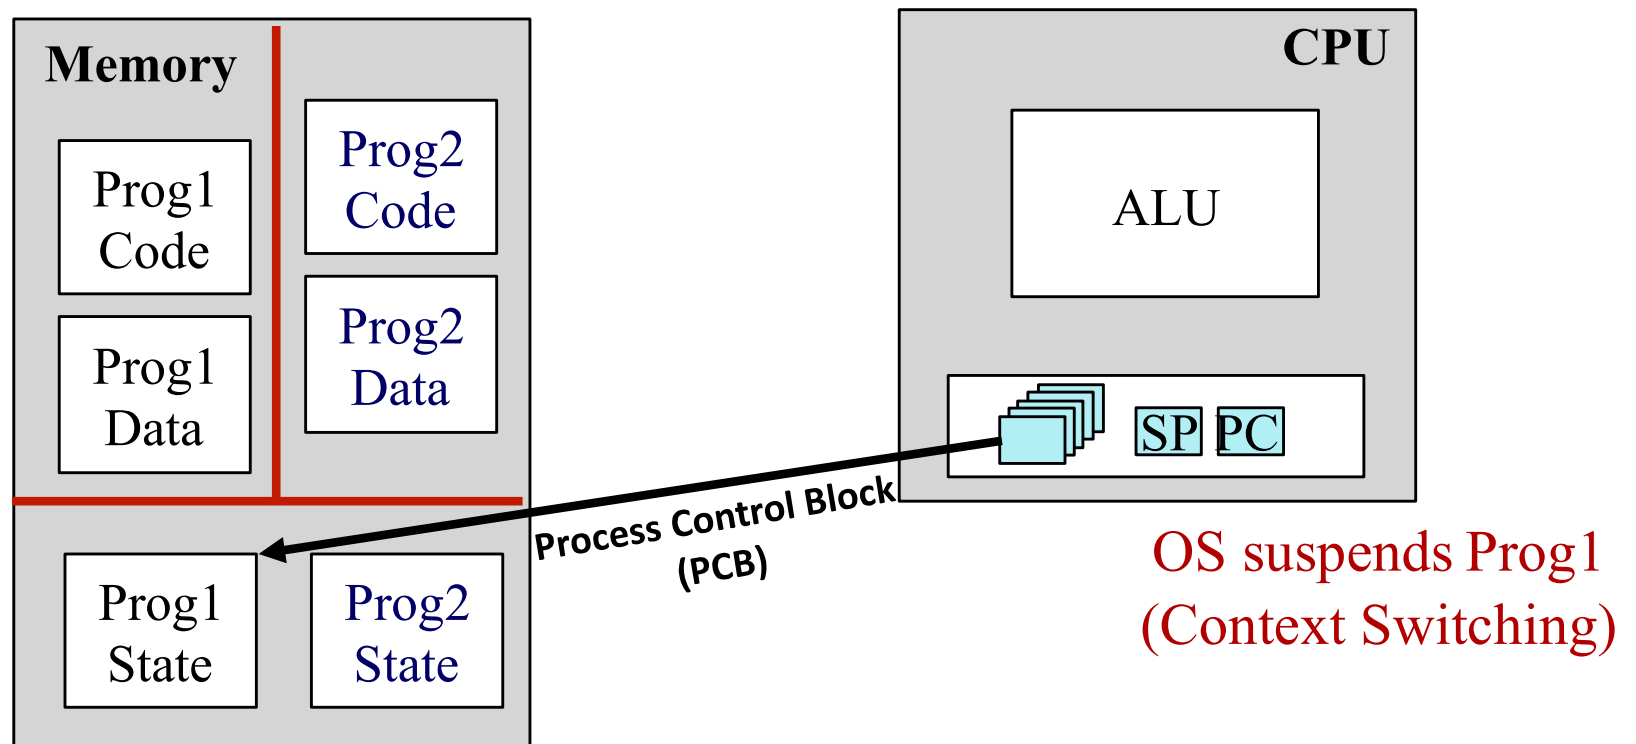 Memory
Prog1
Code
Prog1
Data
Prog2
Code
Prog2
Data
Prog1
State
Prog2
State
Process Control Block
(PCB)
CPU
ALU
SP PC
OS suspends Prog1
(Context Switching)